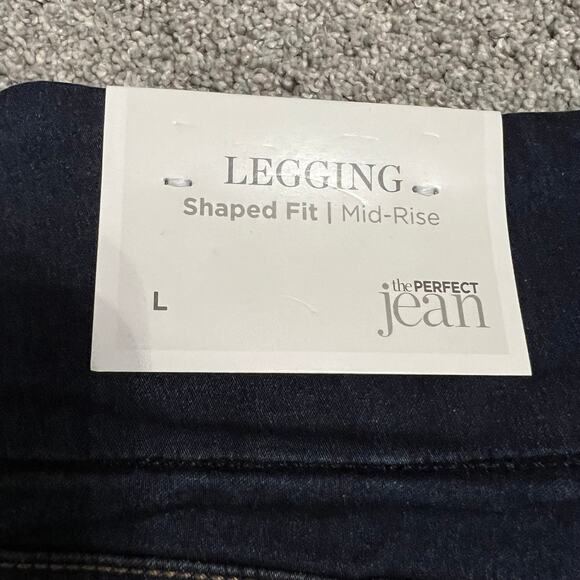 LEGGING
Shaped Fit | Mid-Rise
L
the PERFECT
jean